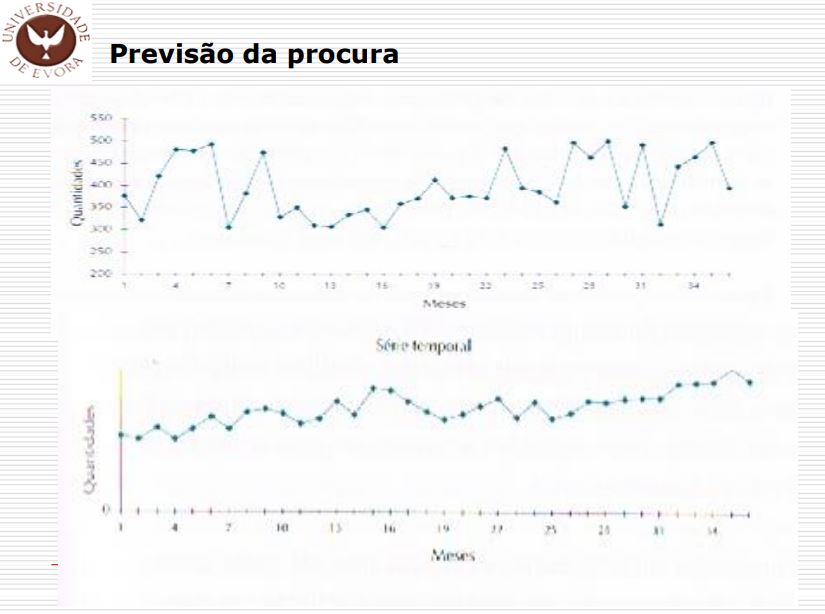 UNIVERSIDADE
DE EVORA
Previsão da procura
550
500
450
400
350
300
250
200
Quantidades
1 4 7 10 13 16 19 22 25 28 31 34
Meses
Série temporal
Quantidades
0
1 4 7 10 13 16 19 22 25 28 31 34
Meses